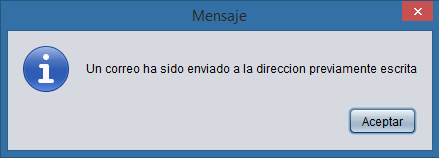 Mensaje
Un correo ha sido enviado a la direccion previamente escrita
Aceptar